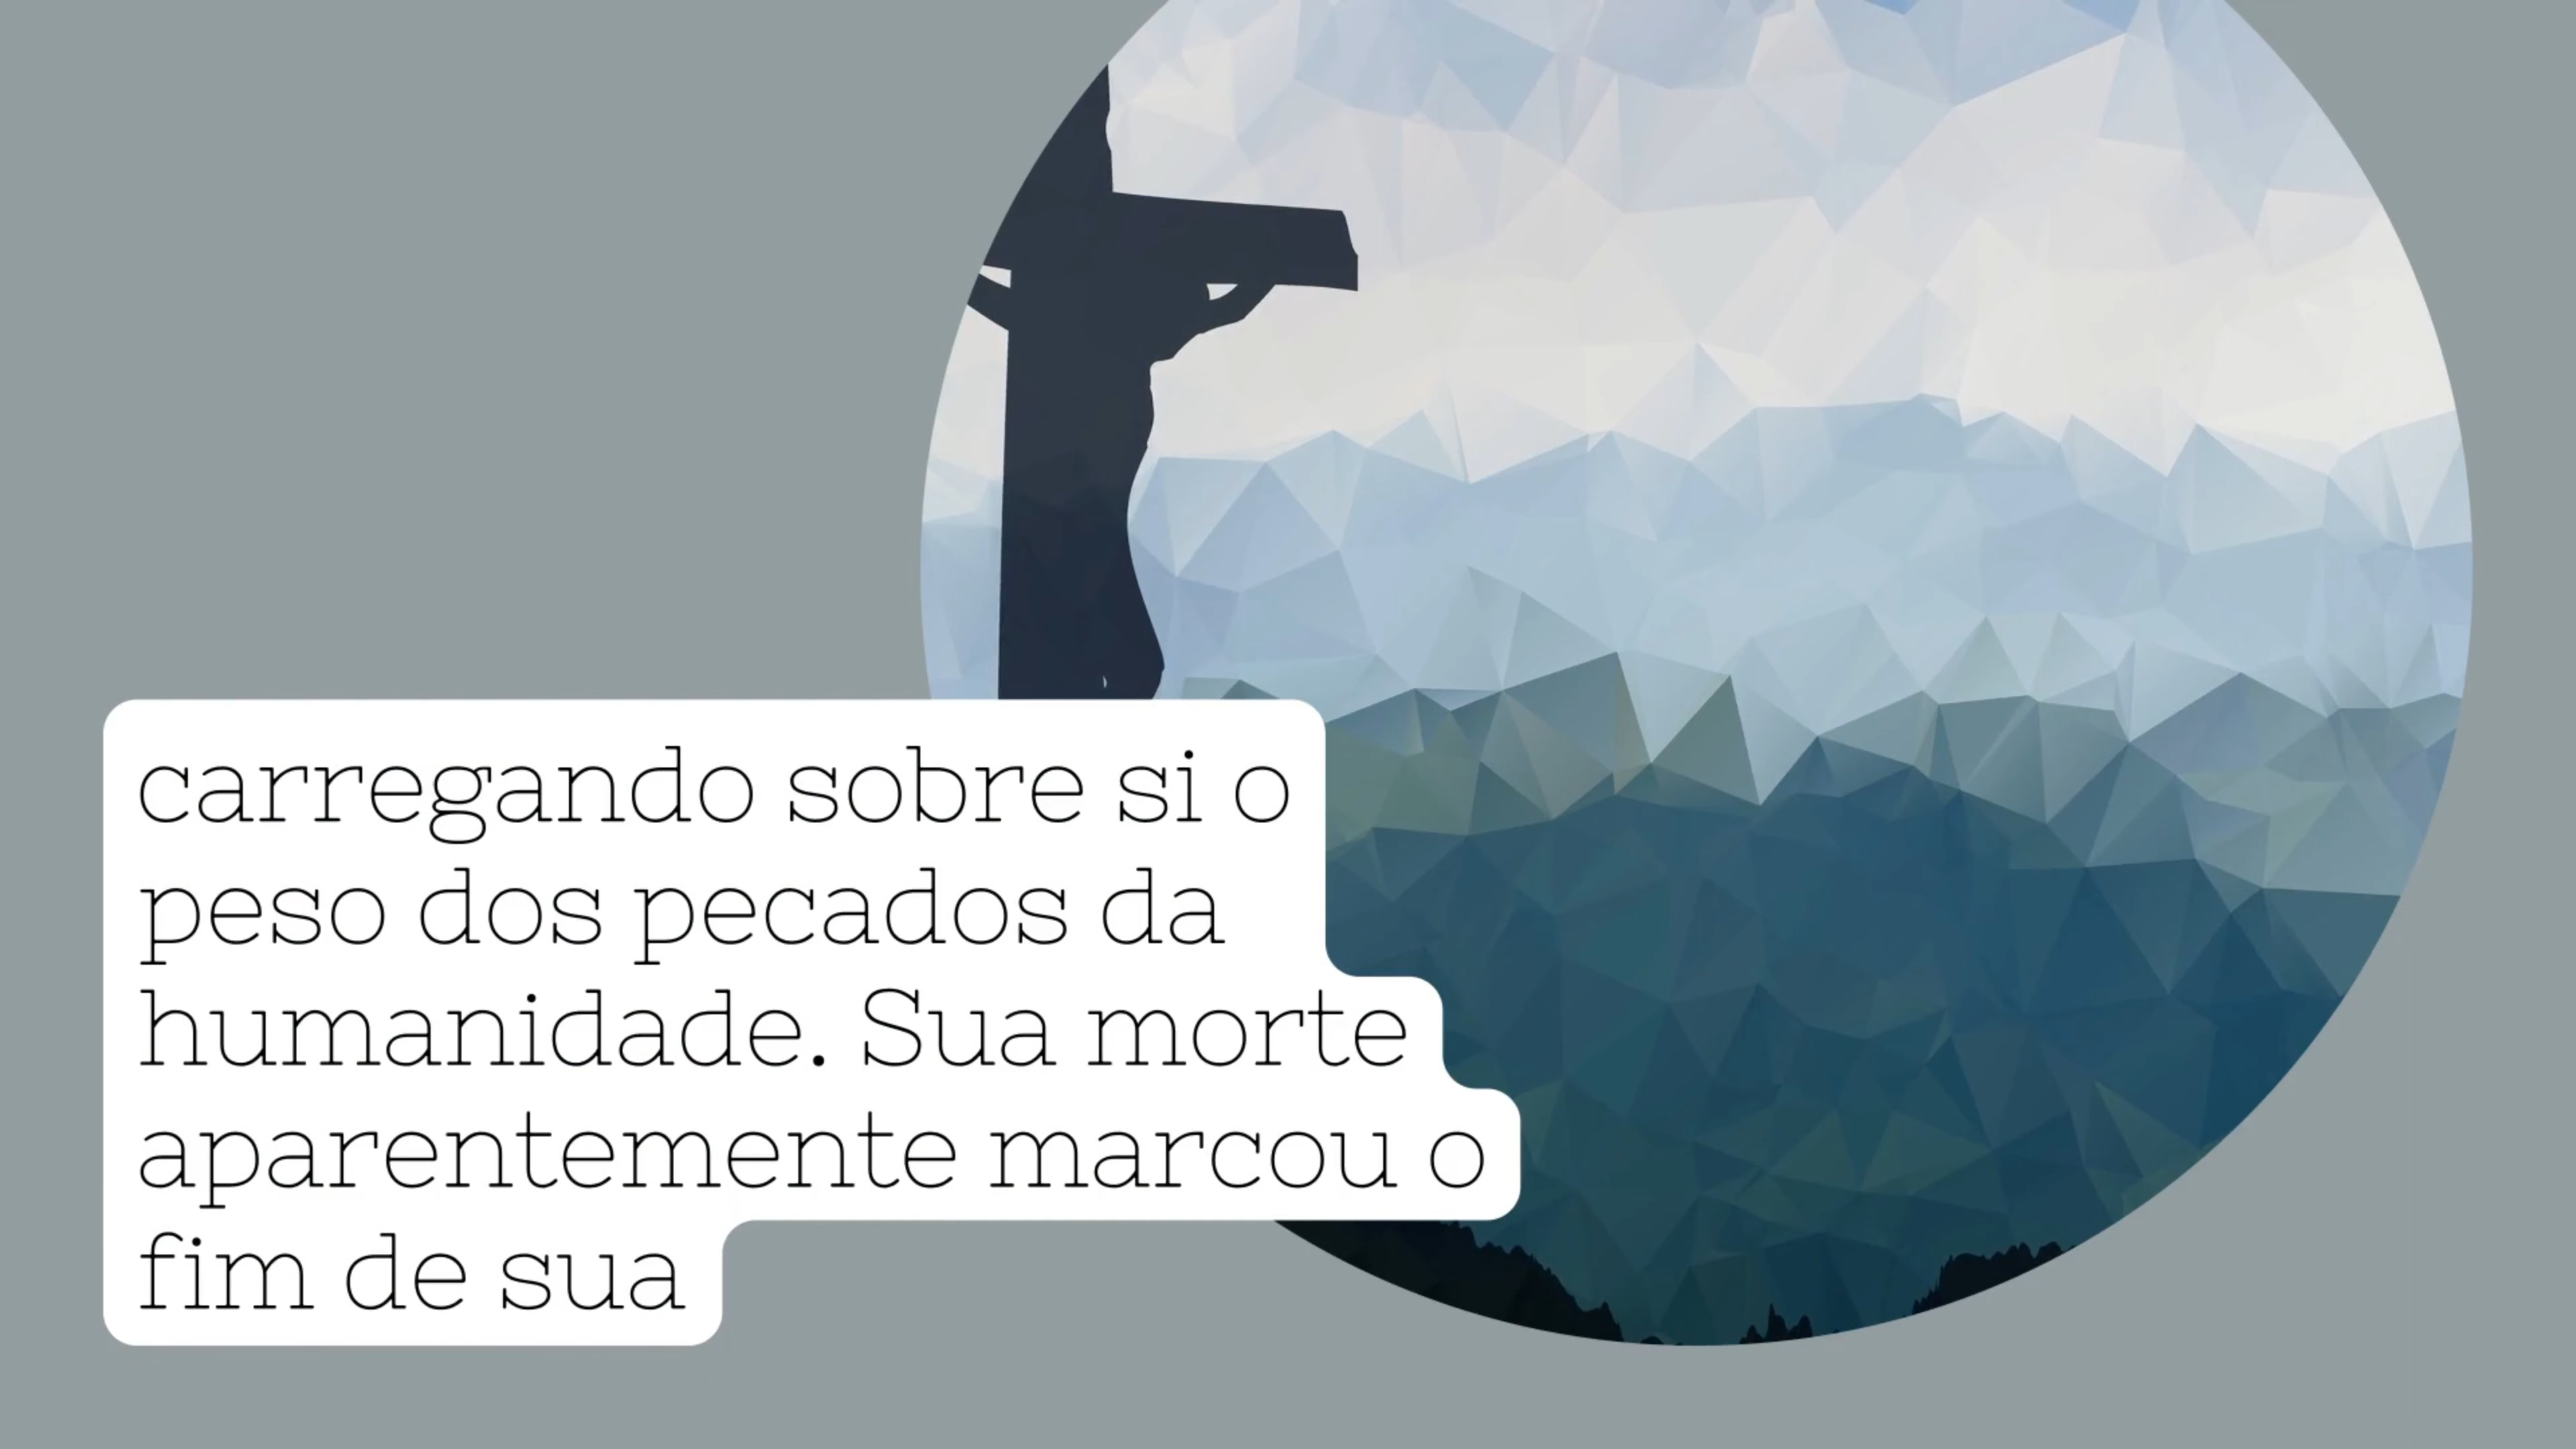 carregando sobre si o
peso dos pecados da
humanidade. Sua morte
aparentemente marcou o
fim de sua